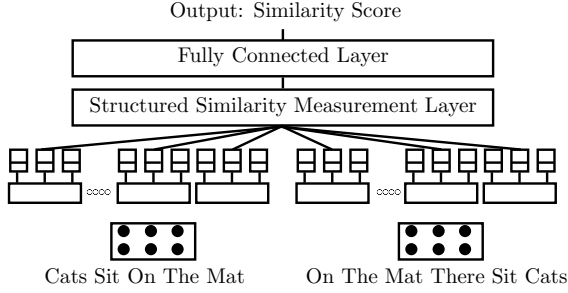 Output: Similarity Score
Fully Connected Layer
Structured Similarity Measurement Layer
Cats Sit On The Mat
On The Mat There Sit Cats